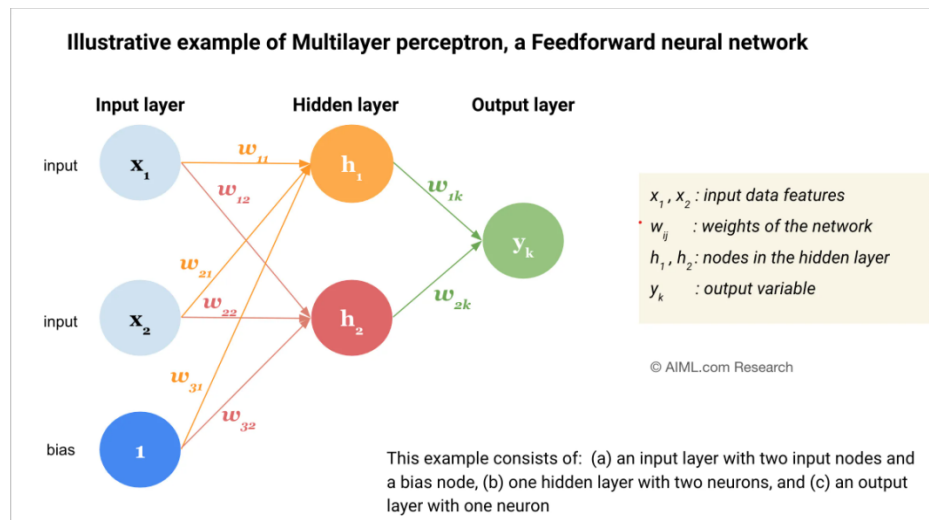 Illustrative example of Multilayer perceptron, a Feedforward neural network
Input layer
Hidden layer
Output layer
input
x₁
w₁₁
h₁
w₁₂
w₁ₖ
yₖ
w₂₁
input
x₂
w₂₂
h₂
w₂ₖ
w₃₁
w₃₂
bias
1
x₁ , x₂ : input data features
wᵢⱼ : weights of the network
h₁ , h₂ : nodes in the hidden layer
yₖ : output variable
© AIML.com Research
This example consists of: (a) an input layer with two input nodes and
a bias node, (b) one hidden layer with two neurons, and (c) an output
layer with one neuron